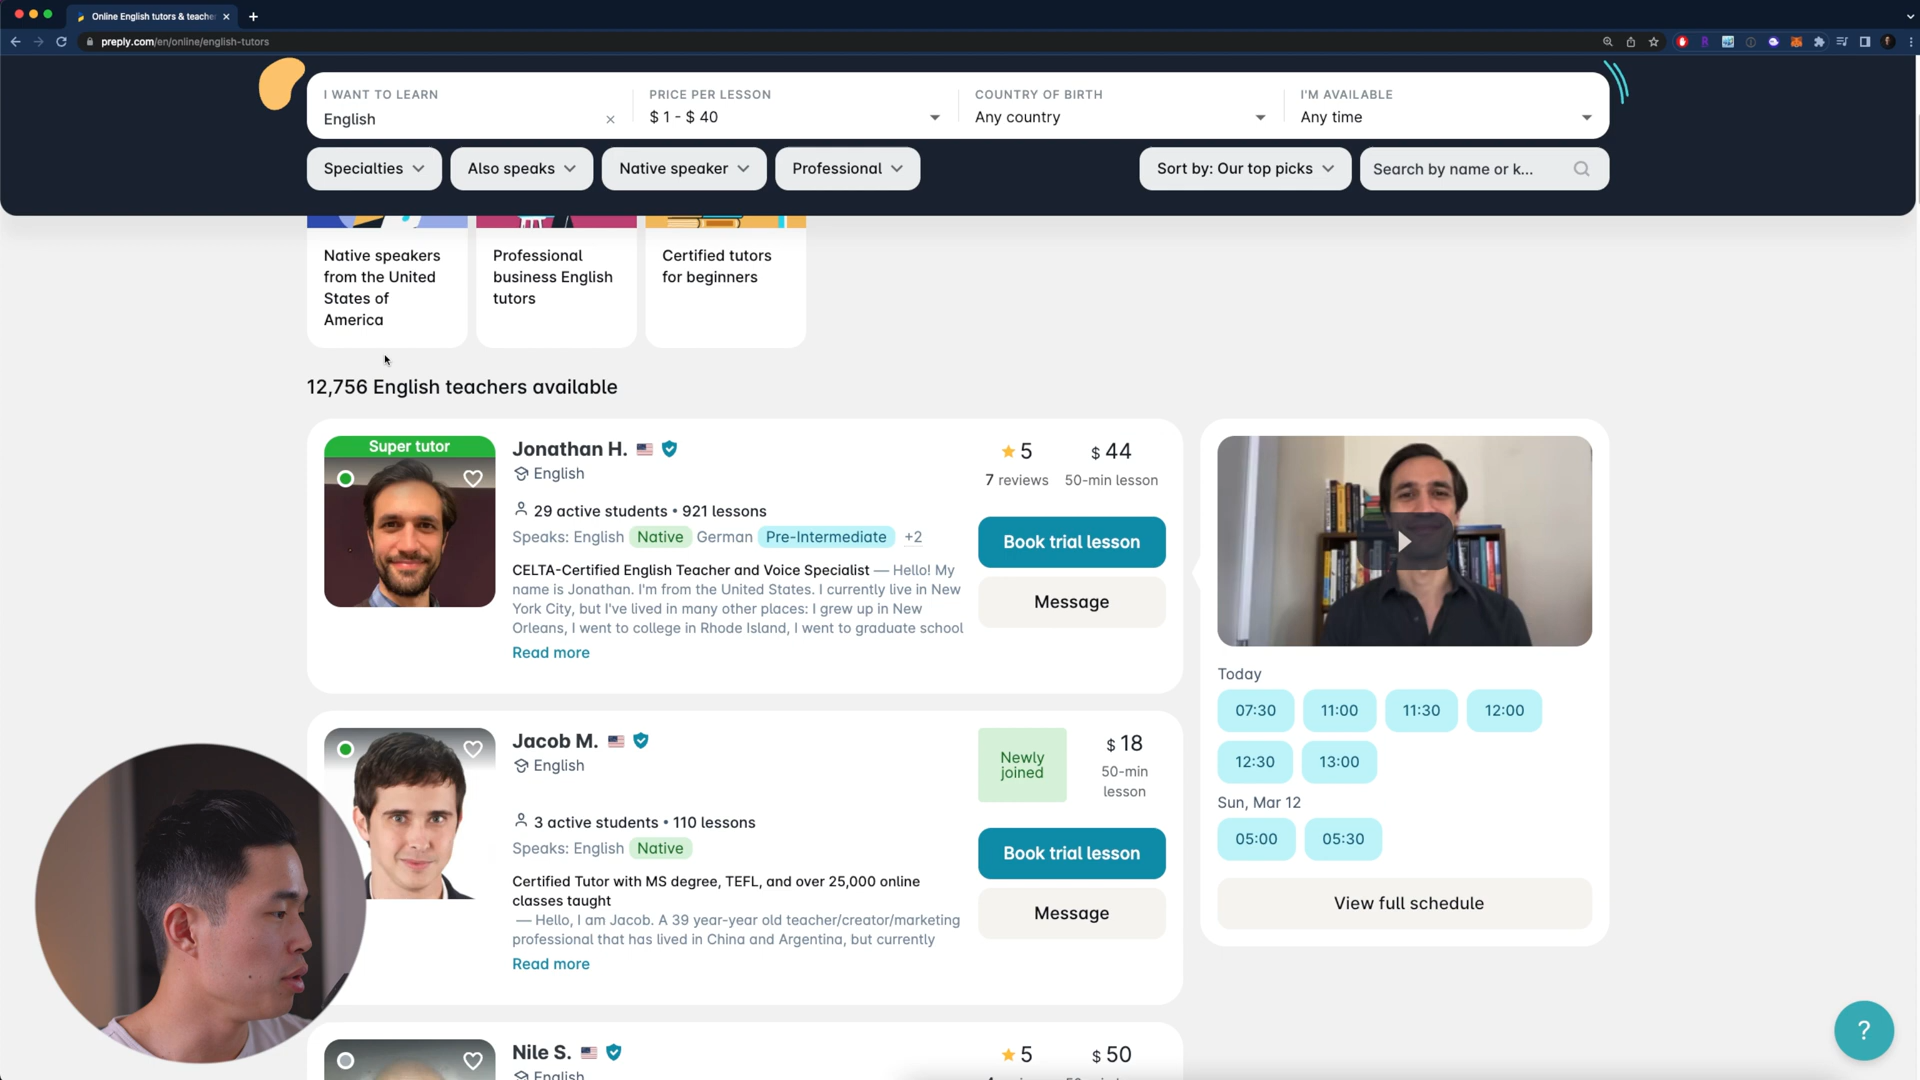 Online English tutors & teache
preply.com/en/online/english-tutors
I WANT TO LEARN
English
PRICE PER LESSON
$ 1 - $ 40
COUNTRY OF BIRTH
Any country
I'M AVAILABLE
Any time
Specialties
Also speaks
Native speaker
Professional
Sort by: Our top picks
Search by name or k...
Native speakers
from the United
States of
America
Professional
business English
tutors
Certified tutors
for beginners
12,756 English teachers available
Super tutor
Jonathan H.
English
29 active students • 921 lessons
Speaks: English Native German Pre-Intermediate +2
CELTA-Certified English Teacher and Voice Specialist — Hello! My
name is Jonathan. I'm from the United States. I currently live in New
York City, but I've lived in many other places: I grew up in New
Orleans, I went to college in Rhode Island, I went to graduate school
Read more
5
7 reviews
$ 44
50-min lesson
Book trial lesson
Message
Today
07:30 11:00 11:30 12:00
12:30 13:00
Sun, Mar 12
05:00 05:30
View full schedule
Jacob M.
English
3 active students • 110 lessons
Speaks: English Native
Certified Tutor with MS degree, TEFL, and over 25,000 online
classes taught
— Hello, I am Jacob. A 39 year-year old teacher/creator/marketing
professional that has lived in China and Argentina, but currently
Read more
Newly
joined
$ 18
50-min
lesson
Book trial lesson
Message
Nile S.
English
5
$ 50
?